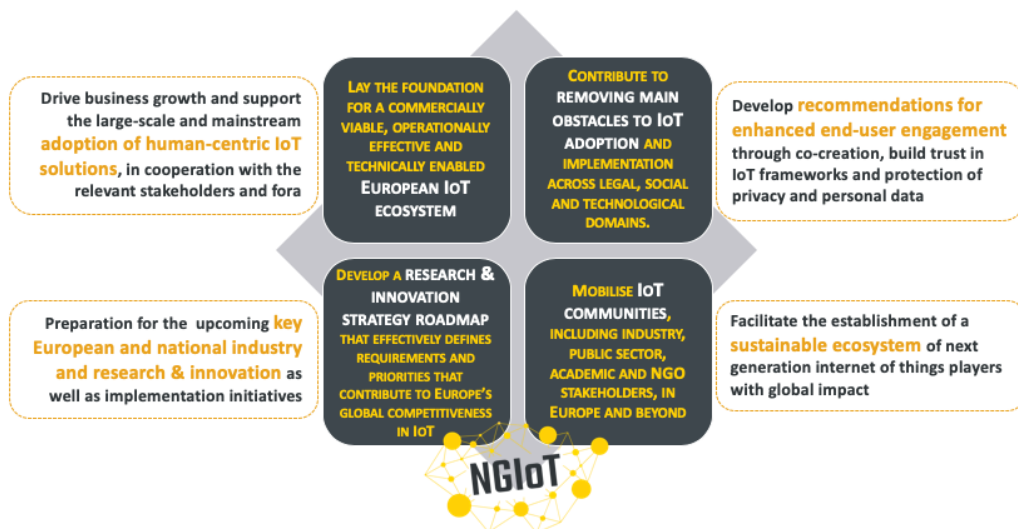 Drive business growth and support
the large-scale and mainstream
adoption of human-centric IoT
solutions, in cooperation with the
relevant stakeholders and fora
LAY THE FOUNDATION
FOR A COMMERCIALLY
VIABLE, OPERATIONALLY
EFFECTIVE AND
TECHNICALLY ENABLED
EUROPEAN IOT
ECOSYSTEM
CONTRIBUTE TO
REMOVING MAIN
OBSTACLES TO IOT
ADOPTION AND
IMPLEMENTATION
ACROSS LEGAL, SOCIAL
AND TECHNOLOGICAL
DOMAINS.
Develop recommendations for
enhanced end-user engagement
through co-creation, build trust in
IoT frameworks and protection of
privacy and personal data
Preparation for the upcoming key
European and national industry
and research & innovation as
well as implementation initiatives
DEVELOP A RESEARCH &
INNOVATION
STRATEGY ROADMAP
THAT EFFECTIVELY DEFINES
REQUIREMENTS AND
PRIORITIES THAT
CONTRIBUTE TO EUROPE'S
GLOBAL COMPETITIVENESS
IN IOT
MOBILISE IOT
COMMUNITIES,
INCLUDING INDUSTRY,
PUBLIC SECTOR,
ACADEMIC AND NGO
STAKEHOLDERS, IN
EUROPE AND BEYOND
Facilitate the establishment of a
sustainable ecosystem of next
generation internet of things players
with global impact
NGIoT